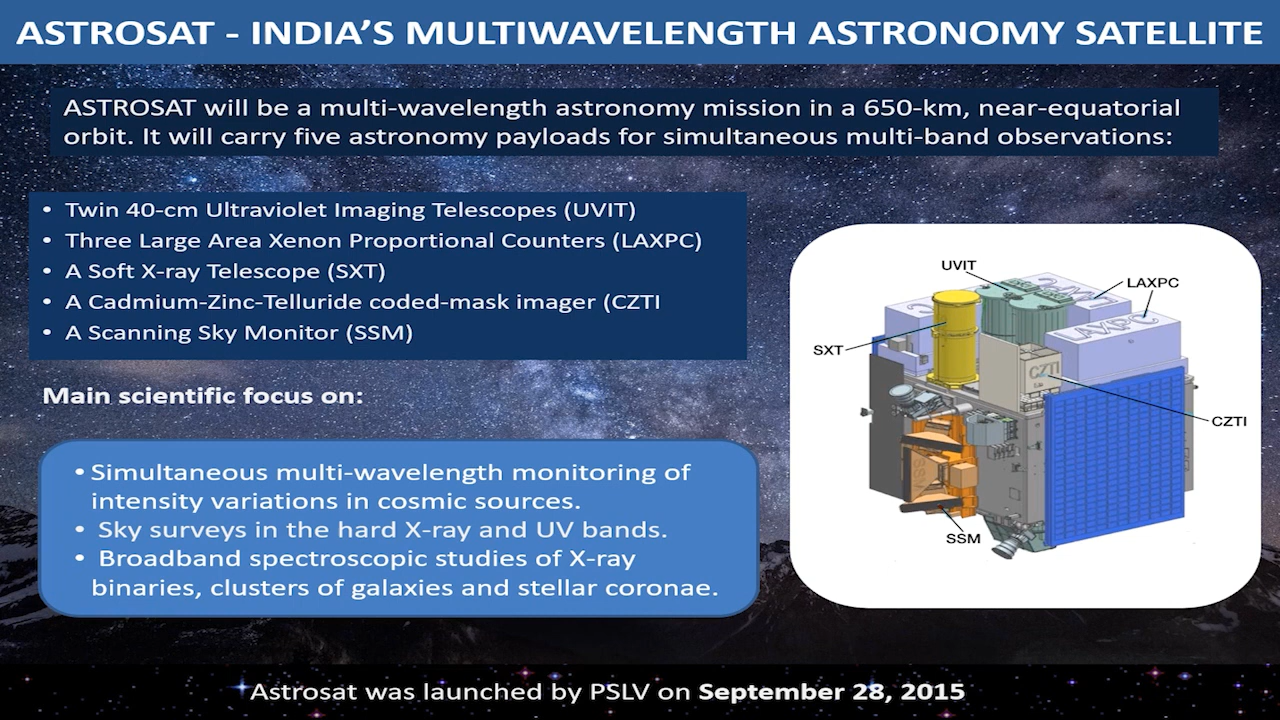 ASTROSAT - INDIA’S MULTIWAVELENGTH ASTRONOMY SATELLITE
ASTROSAT will be a multi-wavelength astronomy mission in a 650-km, near-equatorial
orbit. It will carry five astronomy payloads for simultaneous multi-band observations:
• Twin 40-cm Ultraviolet Imaging Telescopes (UVIT)
• Three Large Area Xenon Proportional Counters (LAXPC)
• A Soft X-ray Telescope (SXT)
• A Cadmium-Zinc-Telluride coded-mask imager (CZTI
• A Scanning Sky Monitor (SSM)
Main scientific focus on:
• Simultaneous multi-wavelength monitoring of
intensity variations in cosmic sources.
• Sky surveys in the hard X-ray and UV bands.
• Broadband spectroscopic studies of X-ray
binaries, clusters of galaxies and stellar coronae.
UVIT
LAXPC
SXT
LAXPC
CZTI
CZTI
SSM
Astrosat was launched by PSLV on September 28, 2015